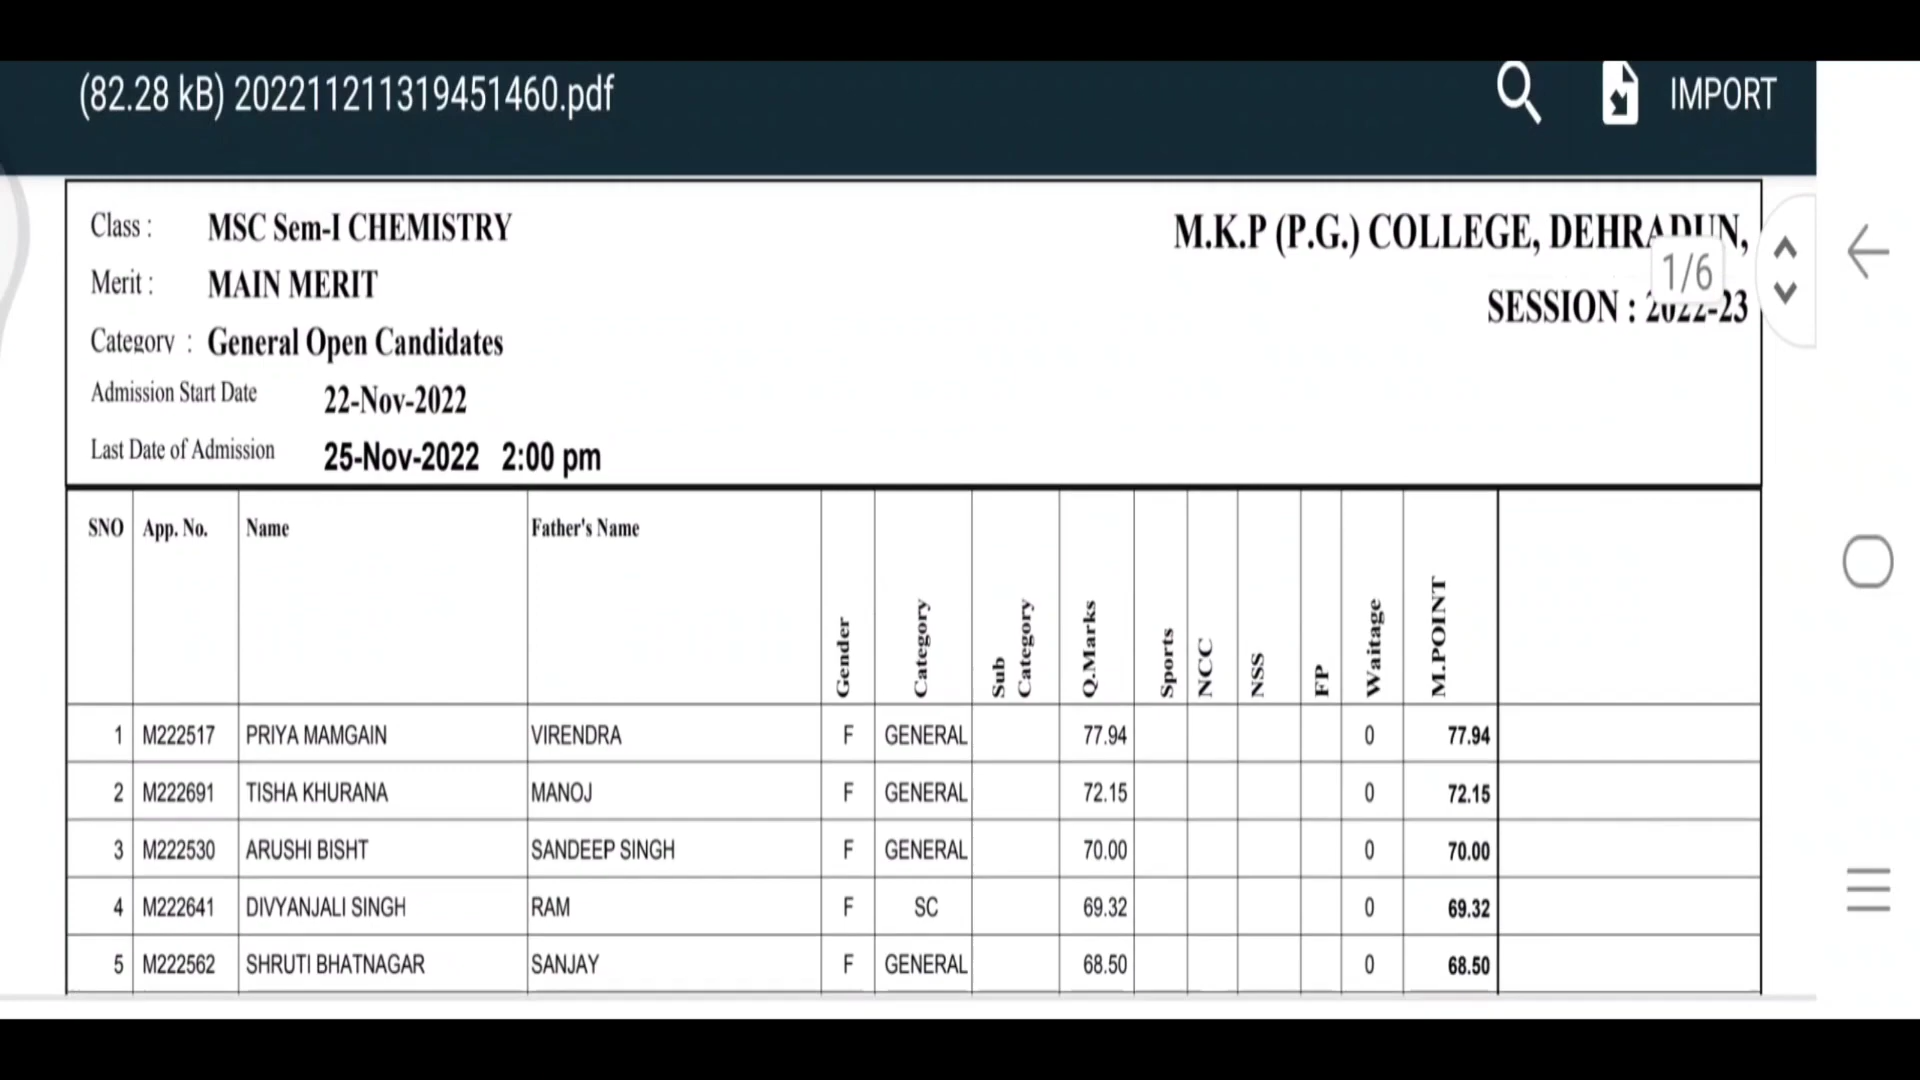 (82.28 kB) 202211211319451460.pdf
IMPORT
Class : MSC Sem-I CHEMISTRY
M.K.P (P.G.) COLLEGE, DEHRADUN,
1/6
Merit : MAIN MERIT
SESSION : 2022-23
Category : General Open Candidates
Admission Start Date 22-Nov-2022
Last Date of Admission 25-Nov-2022 2:00 pm
SNO App. No. Name Father's Name Gender Category Sub Category Q.Marks Sports NCC NSS FP Waitage M.POINT
1 M222517 PRIYA MAMGAIN VIRENDRA F GENERAL 77.94 0 77.94
2 M222691 TISHA KHURANA MANOJ F GENERAL 72.15 0 72.15
3 M222530 ARUSHI BISHT SANDEEP SINGH F GENERAL 70.00 0 70.00
4 M222641 DIVYANJALI SINGH RAM F SC 69.32 0 69.32
5 M222562 SHRUTI BHATNAGAR SANJAY F GENERAL 68.50 0 68.50